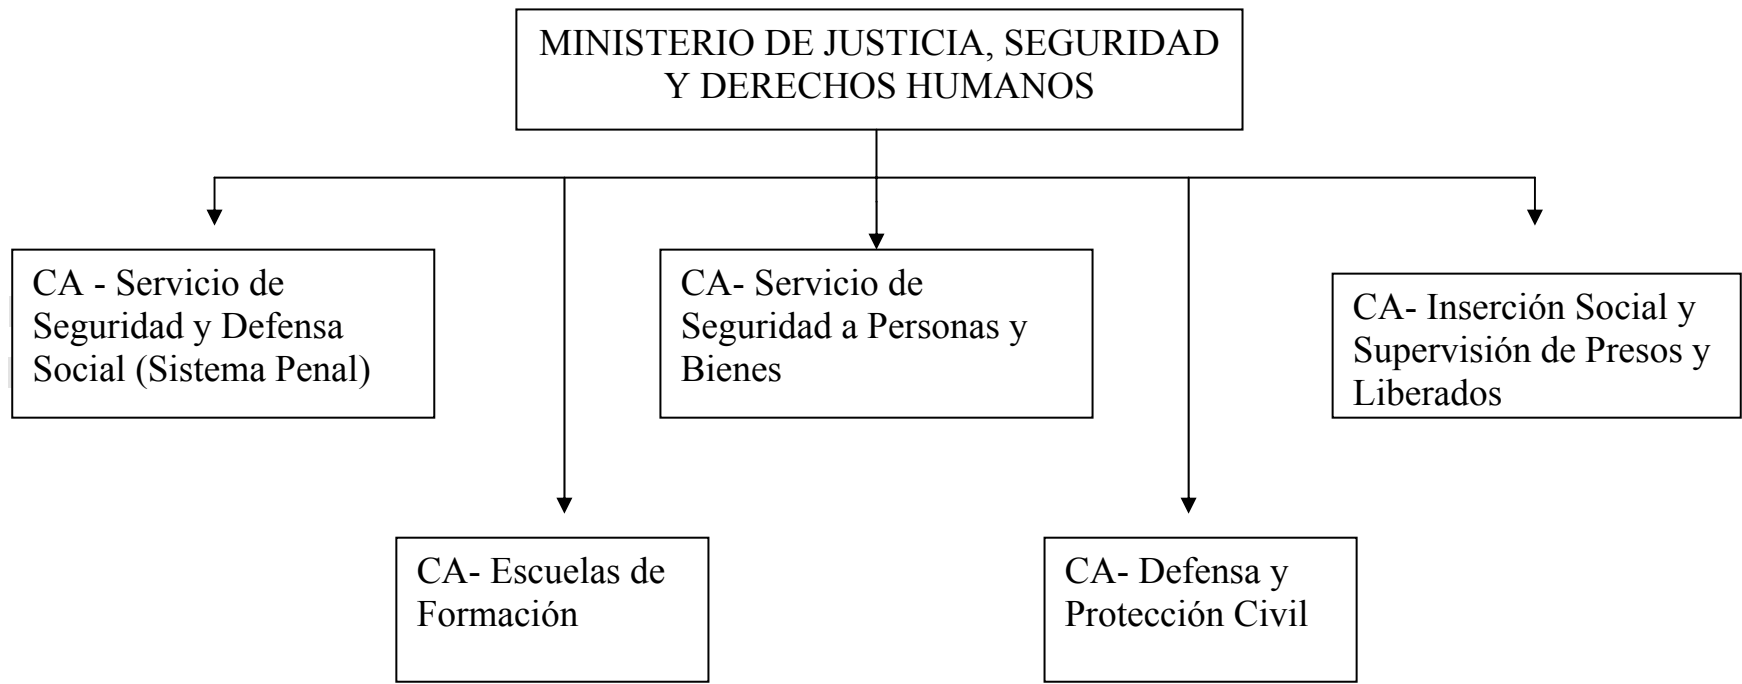 MINISTERIO DE JUSTICIA, SEGURIDAD
Y DERECHOS HUMANOS
CA - Servicio de
Seguridad y Defensa
Social (Sistema Penal)
CA- Servicio de
Seguridad a Personas y
Bienes
CA- Inserción Social y
Supervisión de Presos y
Liberados
CA- Escuelas de
Formación
CA- Defensa y
Protección Civil